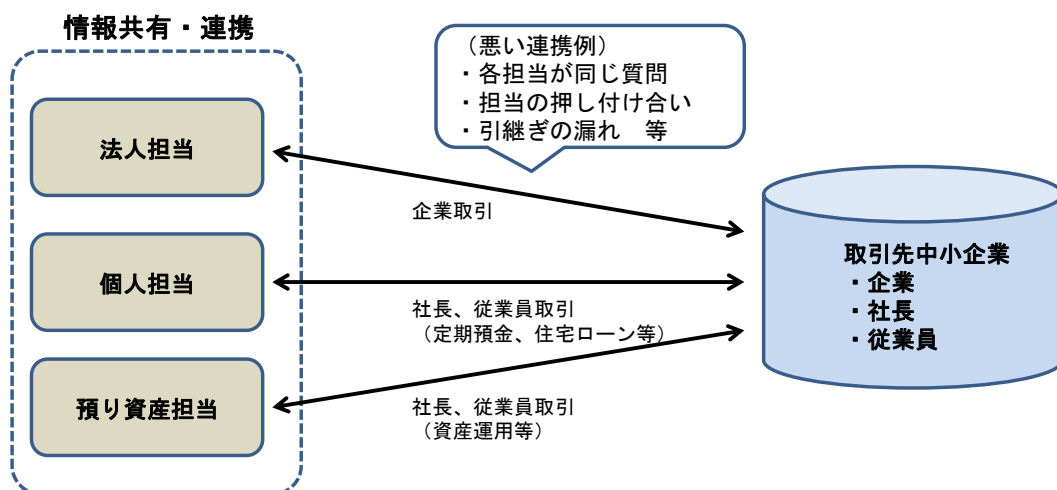 情報共有・連携
（悪い連携例）
・各担当が同じ質問
・担当の押し付け合い
・引継ぎの漏れ　等
法人担当
企業取引
取引先中小企業
・企業
・社長
・従業員
個人担当
社長、従業員取引
（定期預金、住宅ローン等）
預り資産担当
社長、従業員取引
（資産運用等）